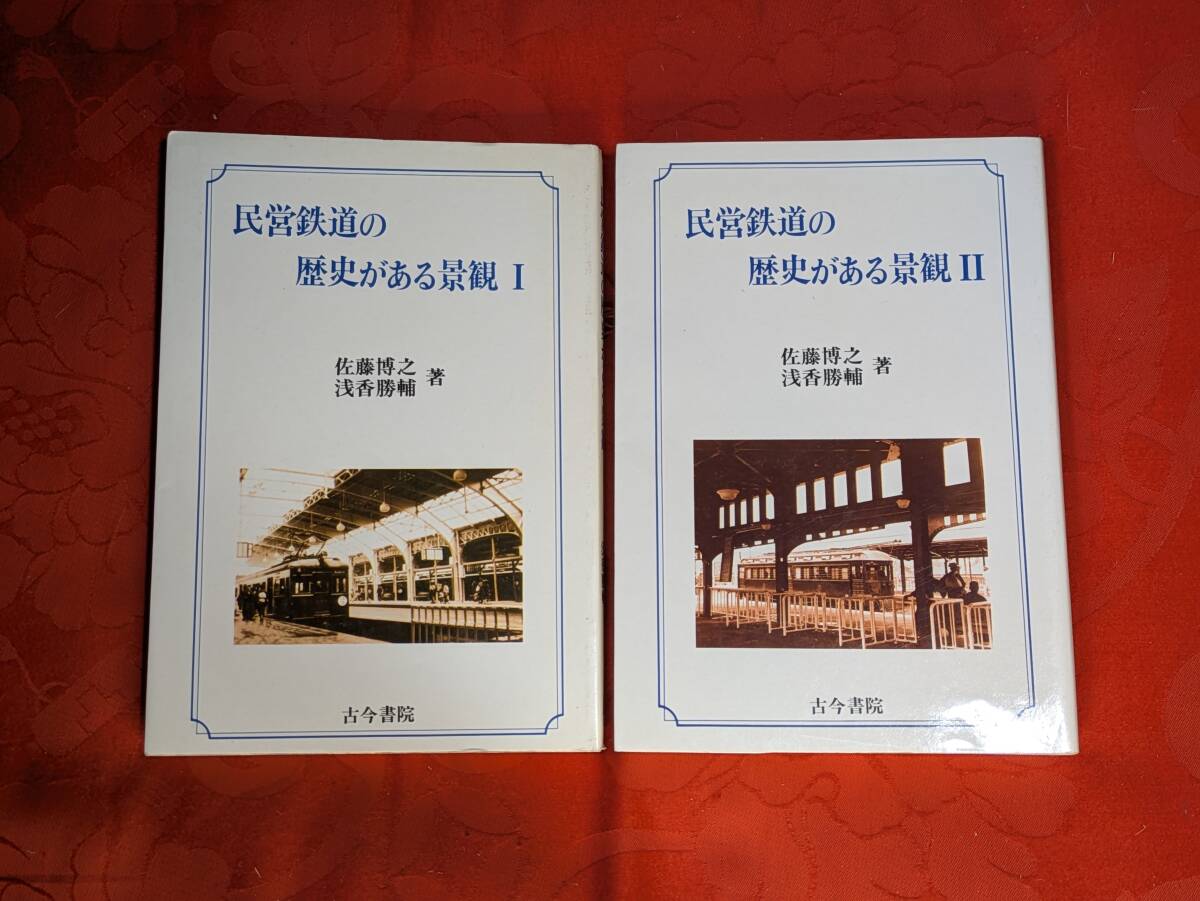 民営鉄道の
歴史がある景観 I
佐藤博之
浅香勝輔
著
古今書院
民営鉄道の
歴史がある景観 II
佐藤博之
浅香勝輔
著
古今書院